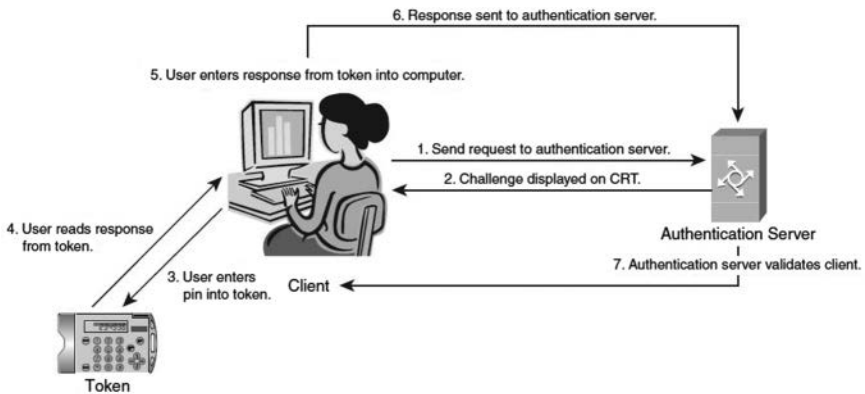 6. Response sent to authentication server.
5. User enters response from token into computer.
1. Send request to authentication server.
2. Challenge displayed on CRT.
4. User reads response
from token.
Authentication Server
7. Authentication server validates client.
3. User enters
pin into token.
Client
Token